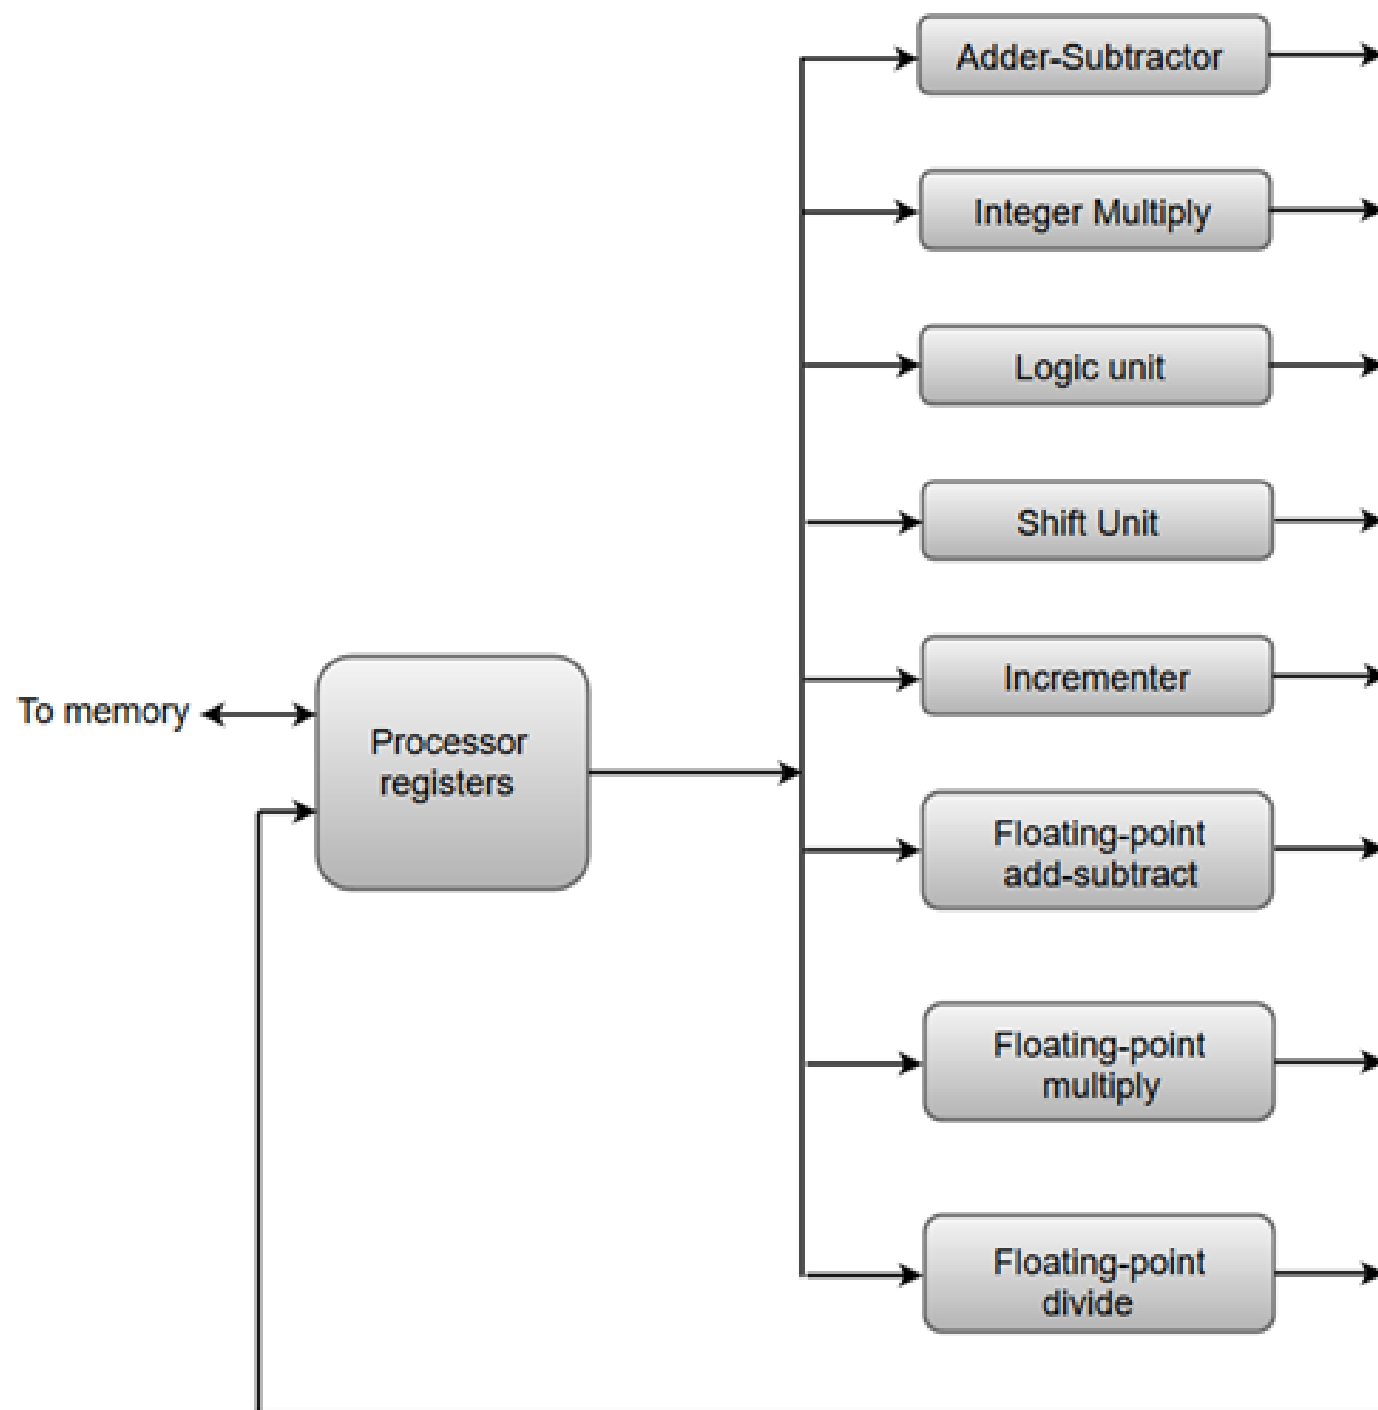 Adder-Subtractor
Integer Multiply
Logic unit
Shift Unit
Incrementer
To memory
Processor
registers
Floating-point
add-subtract
Floating-point
multiply
Floating-point
divide